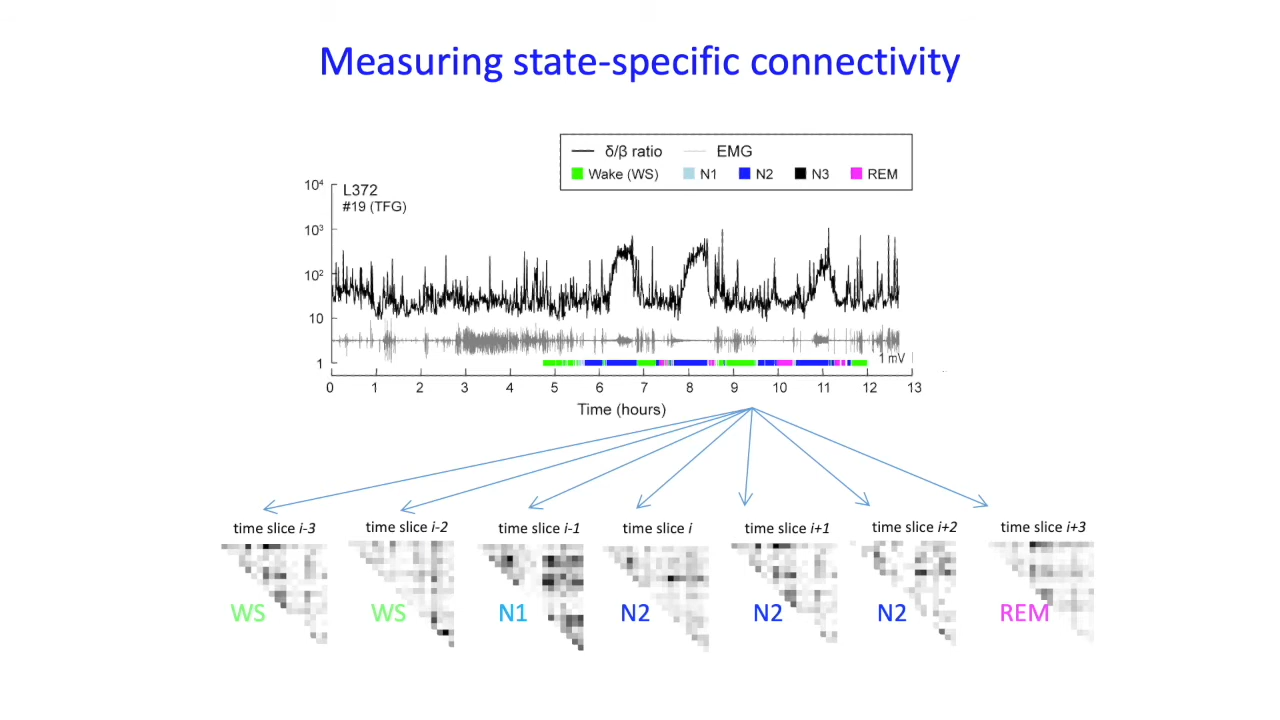 Measuring state-specific connectivity
δ/β ratio EMG
Wake (WS) N1 N2 N3 REM
L372
#19 (TFG)
10⁴
10³
10²
10
1
1 mV
0 1 2 3 4 5 6 7 8 9 10 11 12 13
Time (hours)
time slice i-3 time slice i-2 time slice i-1 time slice i time slice i+1 time slice i+2 time slice i+3
WS WS N1 N2 N2 N2 REM